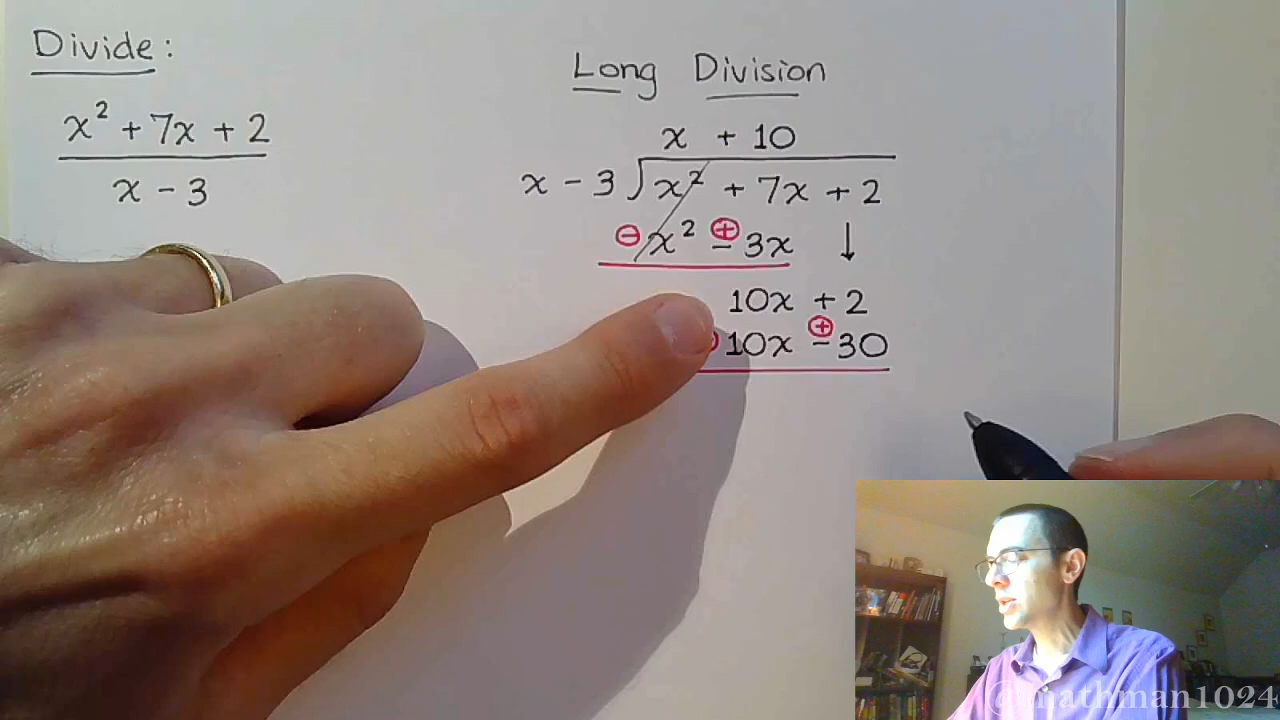 Divide:
x² + 7x + 2
x - 3
Long Division
x + 10
x - 3 x² + 7x + 2
⊖ x² ⊕ - 3x ↓
10x + 2
10x ⊕ - 30
@mathman1024